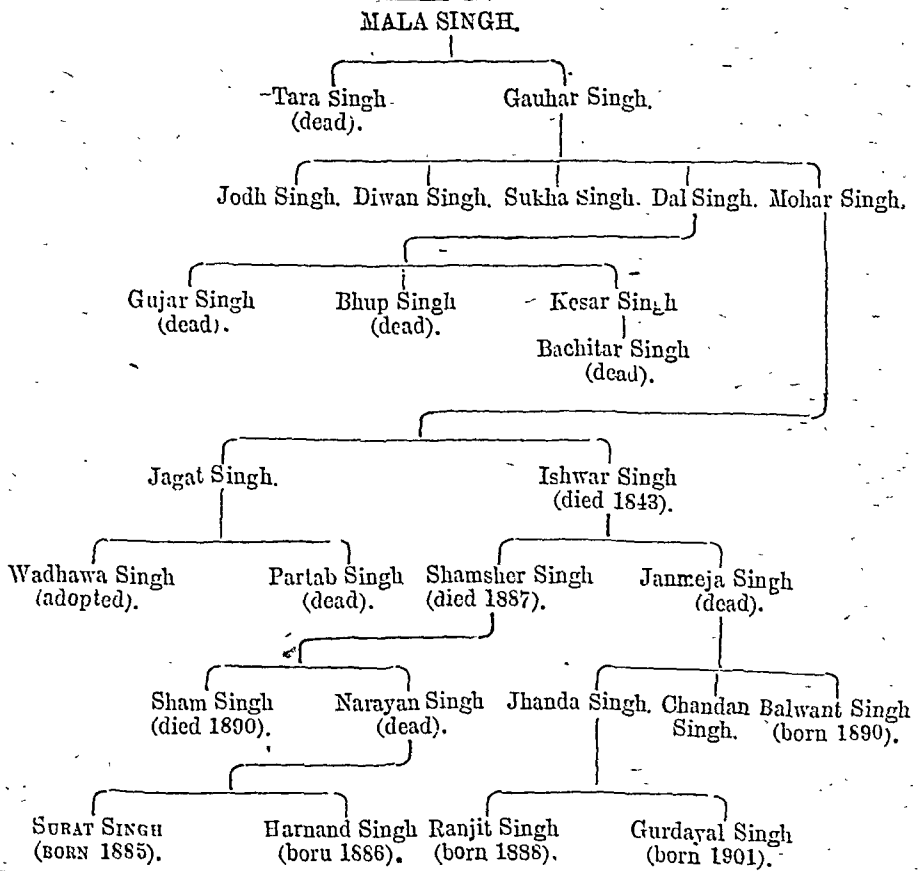 MALA SINGH.
Tara Singh Gauhar Singh.
(dead).
Jodh Singh. Diwan Singh. Sukha Singh. Dal Singh. Mohar Singh.
Gujar Singh Bhup Singh Kesar Singh
(dead). (dead).
Bachitar Singh
(dead).
Jagat Singh. Ishwar Singh
(died 1843).
Wadhawa Singh Partab Singh Shamsher Singh Janmeja Singh
(adopted). (dead). (died 1887). (dead).
Sham Singh Narayan Singh Jhanda Singh. Chandan Balwant Singh
(died 1890). (dead). Singh. (born 1890).
SURAT SINGH Harnand Singh Ranjit Singh Gurdayal Singh
(BORN 1885). (boru 1886). (born 1888). (born 1901).